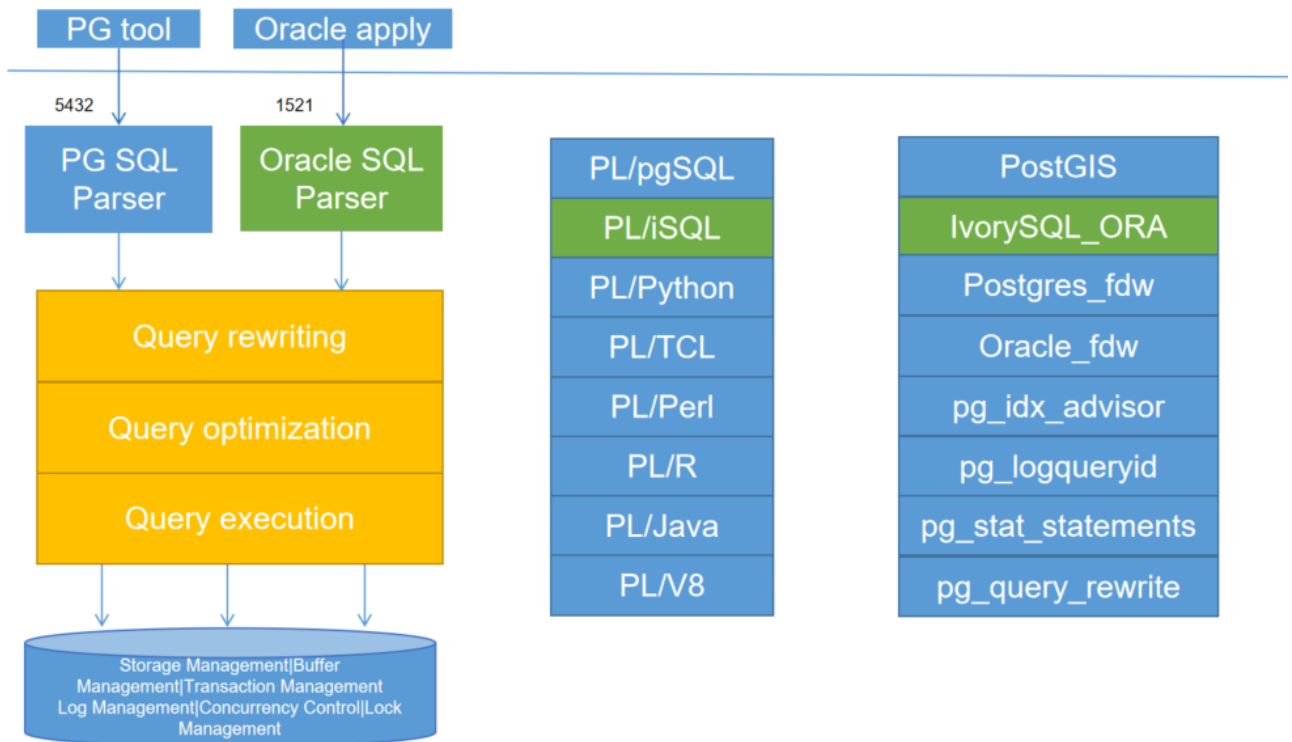 PG tool
Oracle apply
5432
1521
PG SQL
Parser
Oracle SQL
Parser
Query rewriting
Query optimization
Query execution
Storage Management|Buffer
Management|Transaction Management
Log Management|Concurrency Control|Lock
Management
PL/pgSQL
PL/iSQL
PL/Python
PL/TCL
PL/Perl
PL/R
PL/Java
PL/V8
PostGIS
IvorySQL_ORA
Postgres_fdw
Oracle_fdw
pg_idx_advisor
pg_logqueryid
pg_stat_statements
pg_query_rewrite